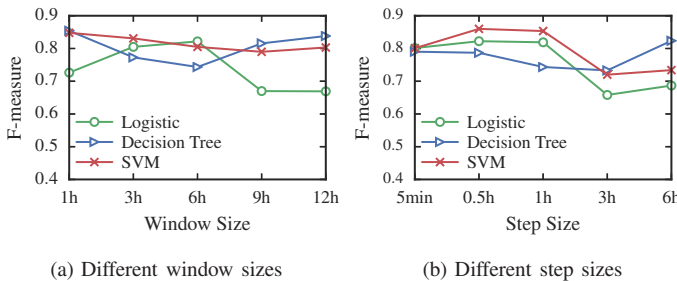 0.9
0.8
0.7
0.6
0.5
0.4
F-measure
Logistic
Decision Tree
SVM
1h 3h 6h 9h 12h
Window Size
(a) Different window sizes
0.9
0.8
0.7
0.6
0.5
0.4
F-measure
Logistic
Decision Tree
SVM
5min 0.5h 1h 3h 6h
Step Size
(b) Different step sizes